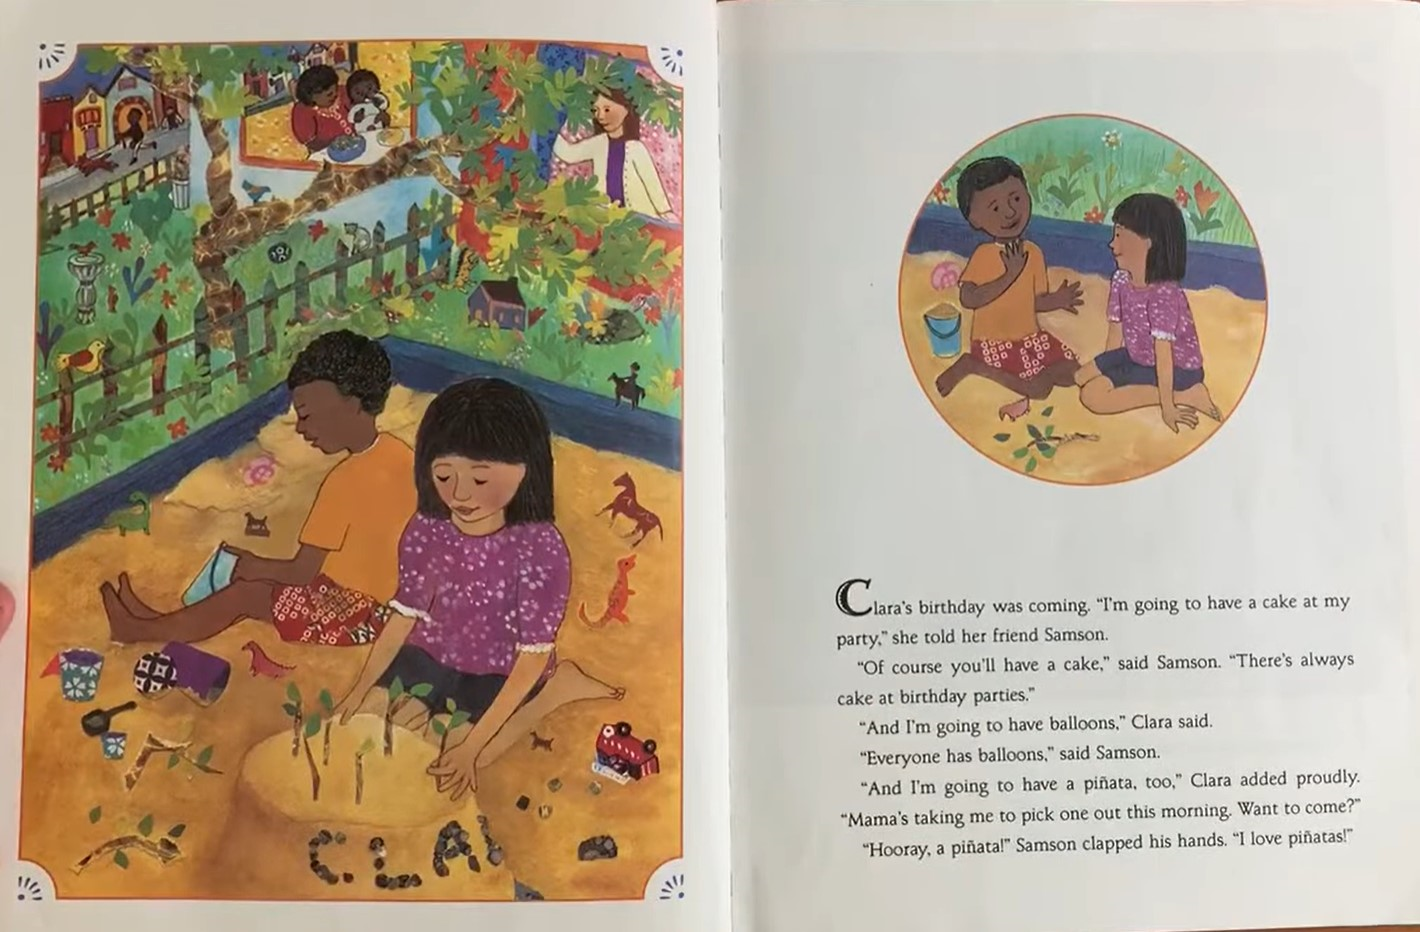 CLA
Clara's birthday was coming. “I'm going to have a cake at my
party,” she told her friend Samson.
“Of course you'll have a cake,” said Samson. “There's always
cake at birthday parties.”
“And I'm going to have balloons,” Clara said.
“Everyone has balloons,” said Samson.
“And I'm going to have a piñata, too,” Clara added proudly.
“Mama's taking me to pick one out this morning. Want to come?”
“Hooray, a piñata!” Samson clapped his hands. “I love piñatas!”